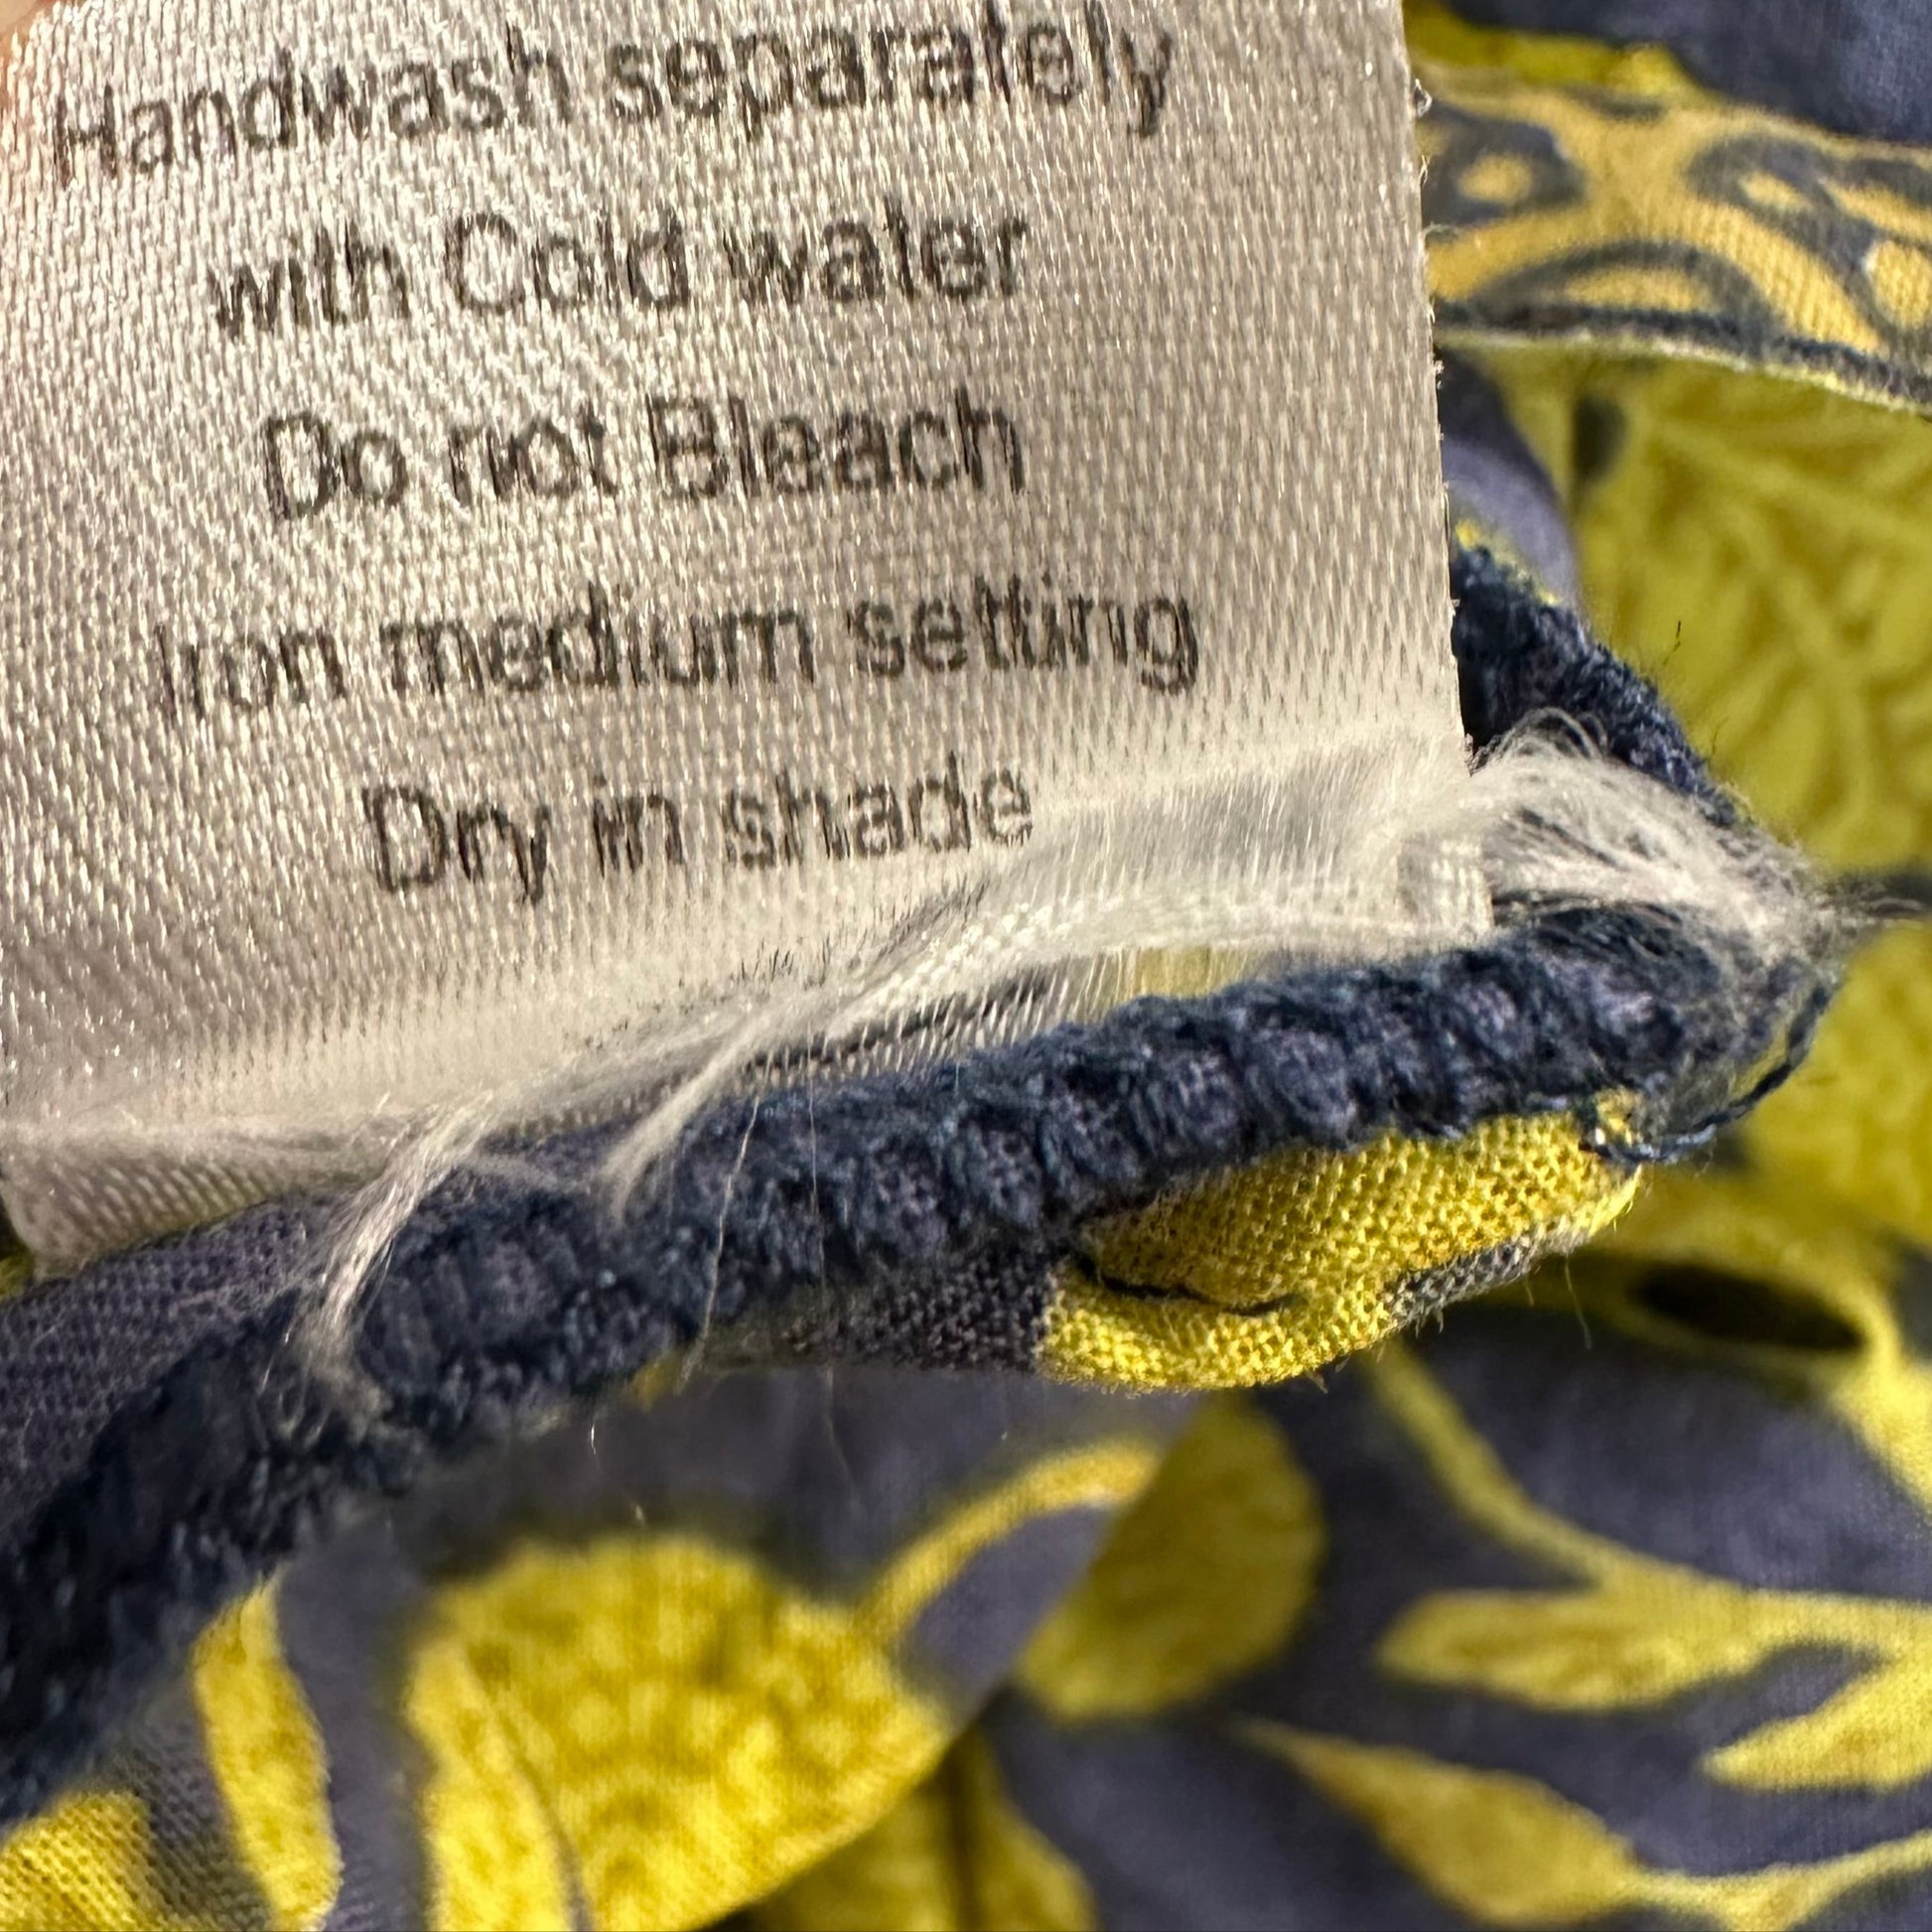 Handwash separately
with Cold water
Do not Bleach
Iron medium setting
Dry in shade